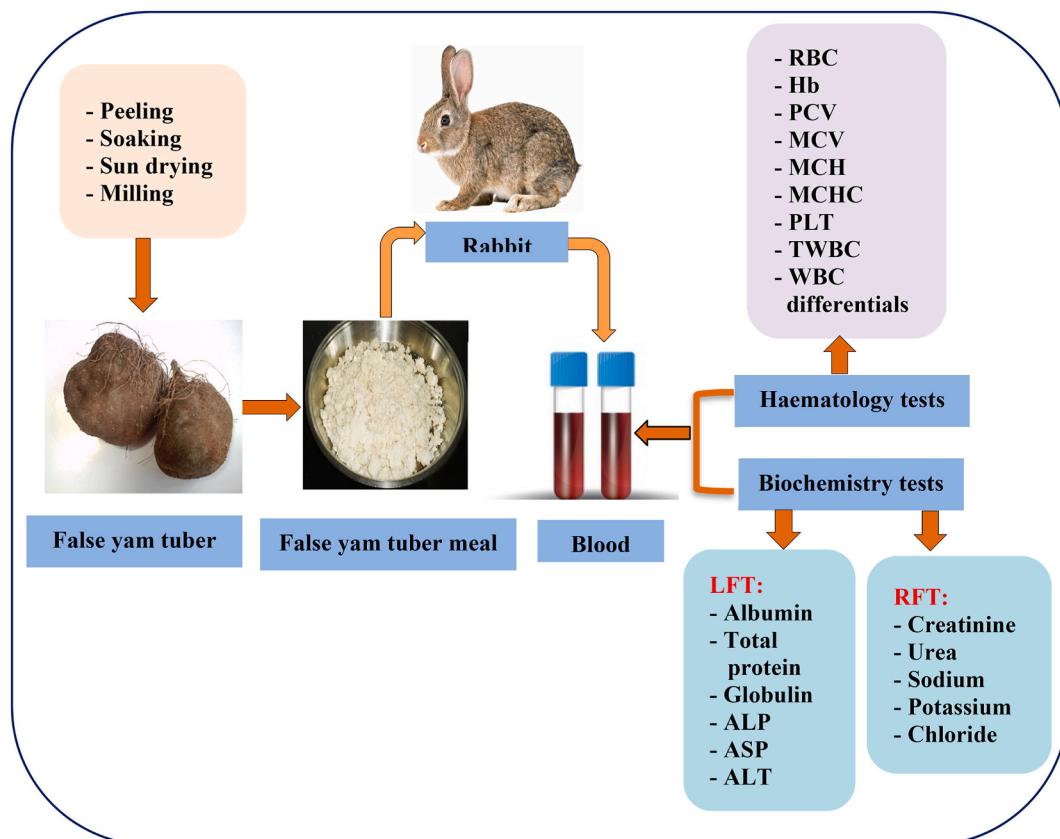 - Peeling
- Soaking
- Sun drying
- Milling
Rabbit
- RBC
- Hb
- PCV
- MCV
- MCH
- MCHC
- PLT
- TWBC
- WBC
differentials
False yam tuber
False yam tuber meal
Blood
Haematology tests
Biochemistry tests
LFT:
- Albumin
- Total
protein
- Globulin
- ALP
- ASP
- ALT
RFT:
- Creatinine
- Urea
- Sodium
- Potassium
- Chloride